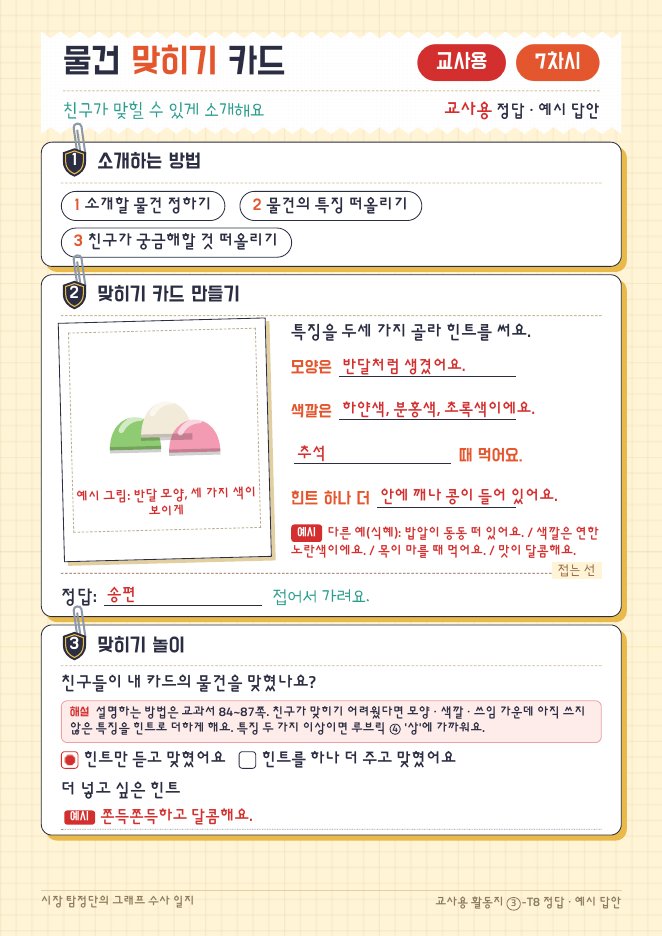 물건 맞히기 카드
교사용
7차시
친구가 맞힐 수 있게 소개해요
교사용 정답 · 예시 답안
1 소개하는 방법
1 소개할 물건 정하기
2 물건의 특징 떠올리기
3 친구가 궁금해할 것 떠올리기
2 맞히기 카드 만들기
예시 그림: 반달 모양, 세 가지 색이
보이게
특징을 두세 가지 골라 힌트를 써요.
모양은 반달처럼 생겼어요.
색깔은 하얀색, 분홍색, 초록색이에요.
추석 때 먹어요.
힌트 하나 더 안에 깨나 콩이 들어 있어요.
예시 다른 예(식혜): 밥알이 동동 떠 있어요. / 색깔은 연한
노란색이에요. / 목이 마를 때 먹어요. / 맛이 달콤해요.
접는 선
정답: 송편 접어서 가려요.
3 맞히기 놀이
친구들이 내 카드의 물건을 맞혔나요?
해설 설명하는 방법은 교과서 84~87쪽. 친구가 맞히기 어려웠다면 모양 · 색깔 · 쓰임 가운데 아직 쓰지
않은 특징을 힌트로 더하게 해요. 특징 두 가지 이상이면 루브릭 ④ '상'에 가까워요.
힌트만 듣고 맞혔어요
힌트를 하나 더 주고 맞혔어요
더 넣고 싶은 힌트
예시 쫀득쫀득하고 달콤해요.
시장 탐정단의 그래프 수사 일지
교사용 활동지 ③-T8 정답 · 예시 답안